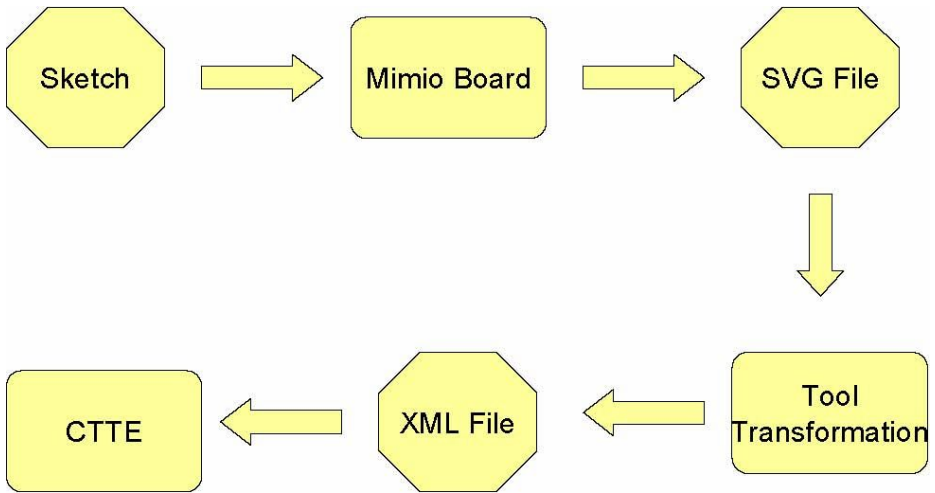 Sketch
Mimio Board
SVG File
Tool
Transformation
XML File
CTTE